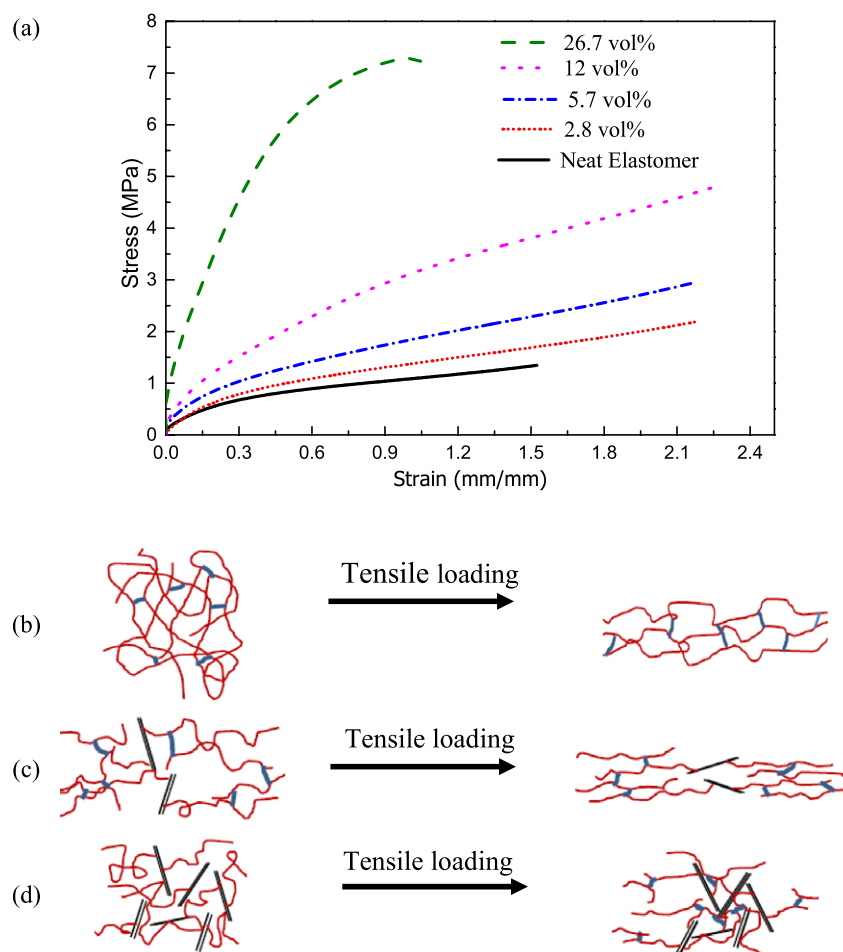 (a)
8
7
6
5
4
3
2
1
0
Stress (MPa)
26.7 vol%
12 vol%
5.7 vol%
2.8 vol%
Neat Elastomer
0.0 0.3 0.6 0.9 1.2 1.5 1.8 2.1 2.4
Strain (mm/mm)
(b)
Tensile loading
(c)
Tensile loading
(d)
Tensile loading